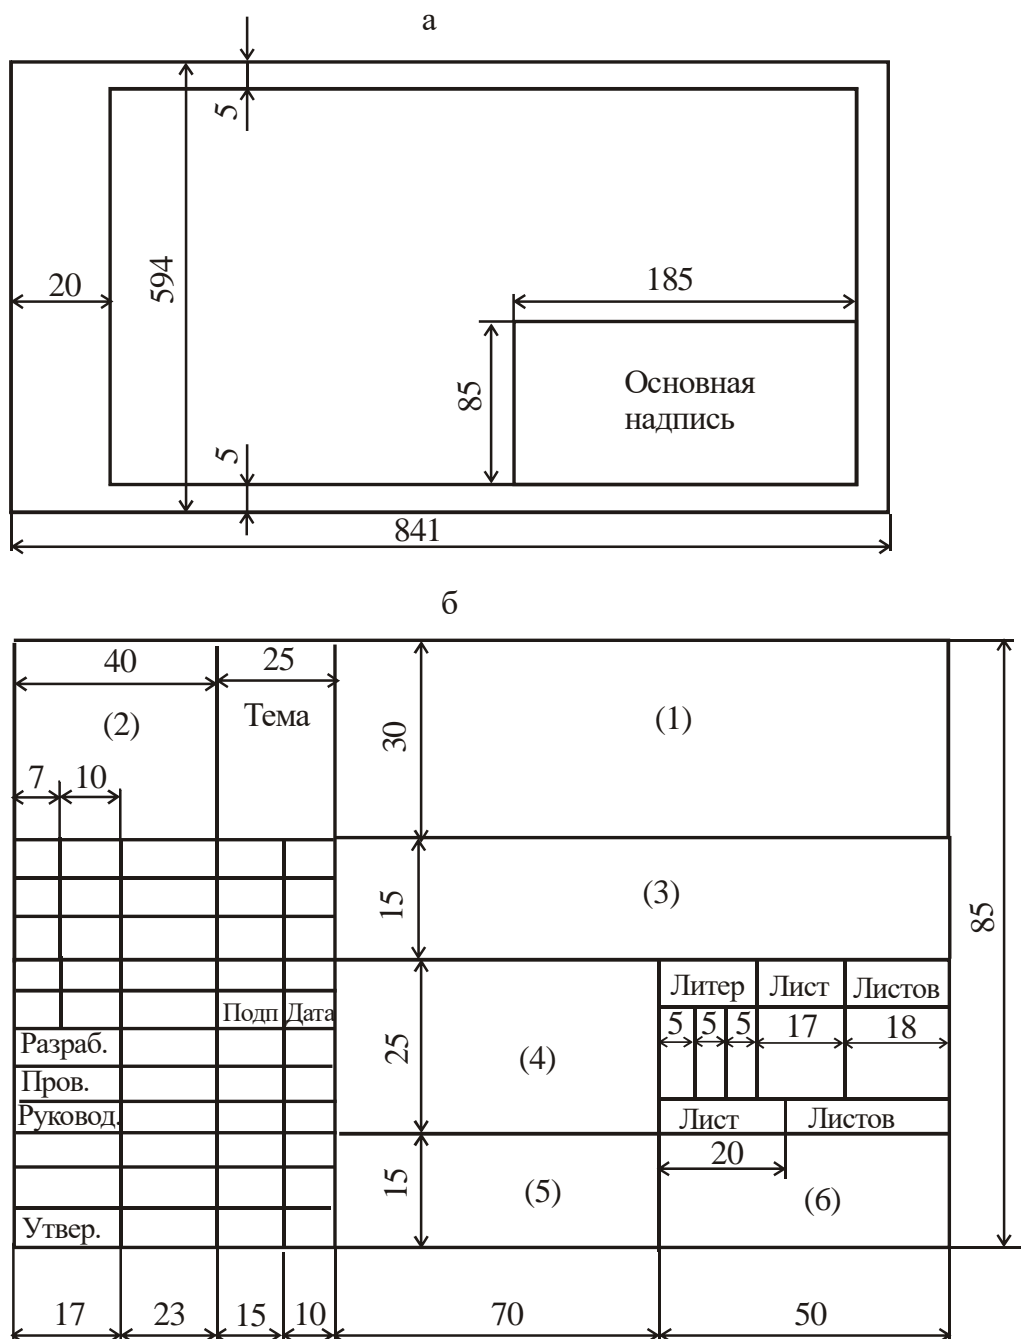 а
5
594
20
185
85
Основная
надпись
5
841
б
40
25
(2)
Тема
30
(1)
7
10
15
(3)
85
Подп
Дата
Литер
Лист
Листов
5
5
5
17
18
25
(4)
Разраб.
Пров.
Руковод.
Лист
Листов
20
15
(5)
(6)
Утвер.
17
23
15
10
70
50